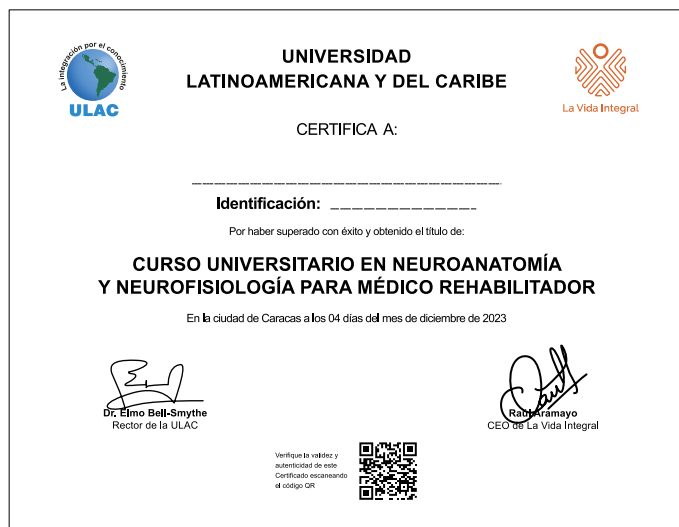 La integración por el conocimiento
ULAC
UNIVERSIDAD
LATINOAMERICANA Y DEL CARIBE
La Vida Integral
CERTIFICA A:
Identificación:
Por haber superado con éxito y obtenido el título de:
CURSO UNIVERSITARIO EN NEUROANATOMÍA
Y NEUROFISIOLOGÍA PARA MÉDICO REHABILITADOR
En la ciudad de Caracas a los 04 días del mes de diciembre de 2023
Dr. Elmo Bell-Smythe
Rector de la ULAC
Raúl Aramayo
CEO de La Vida Integral
Verifique la validez y
autenticidad de este
Certificado escaneando
el código QR